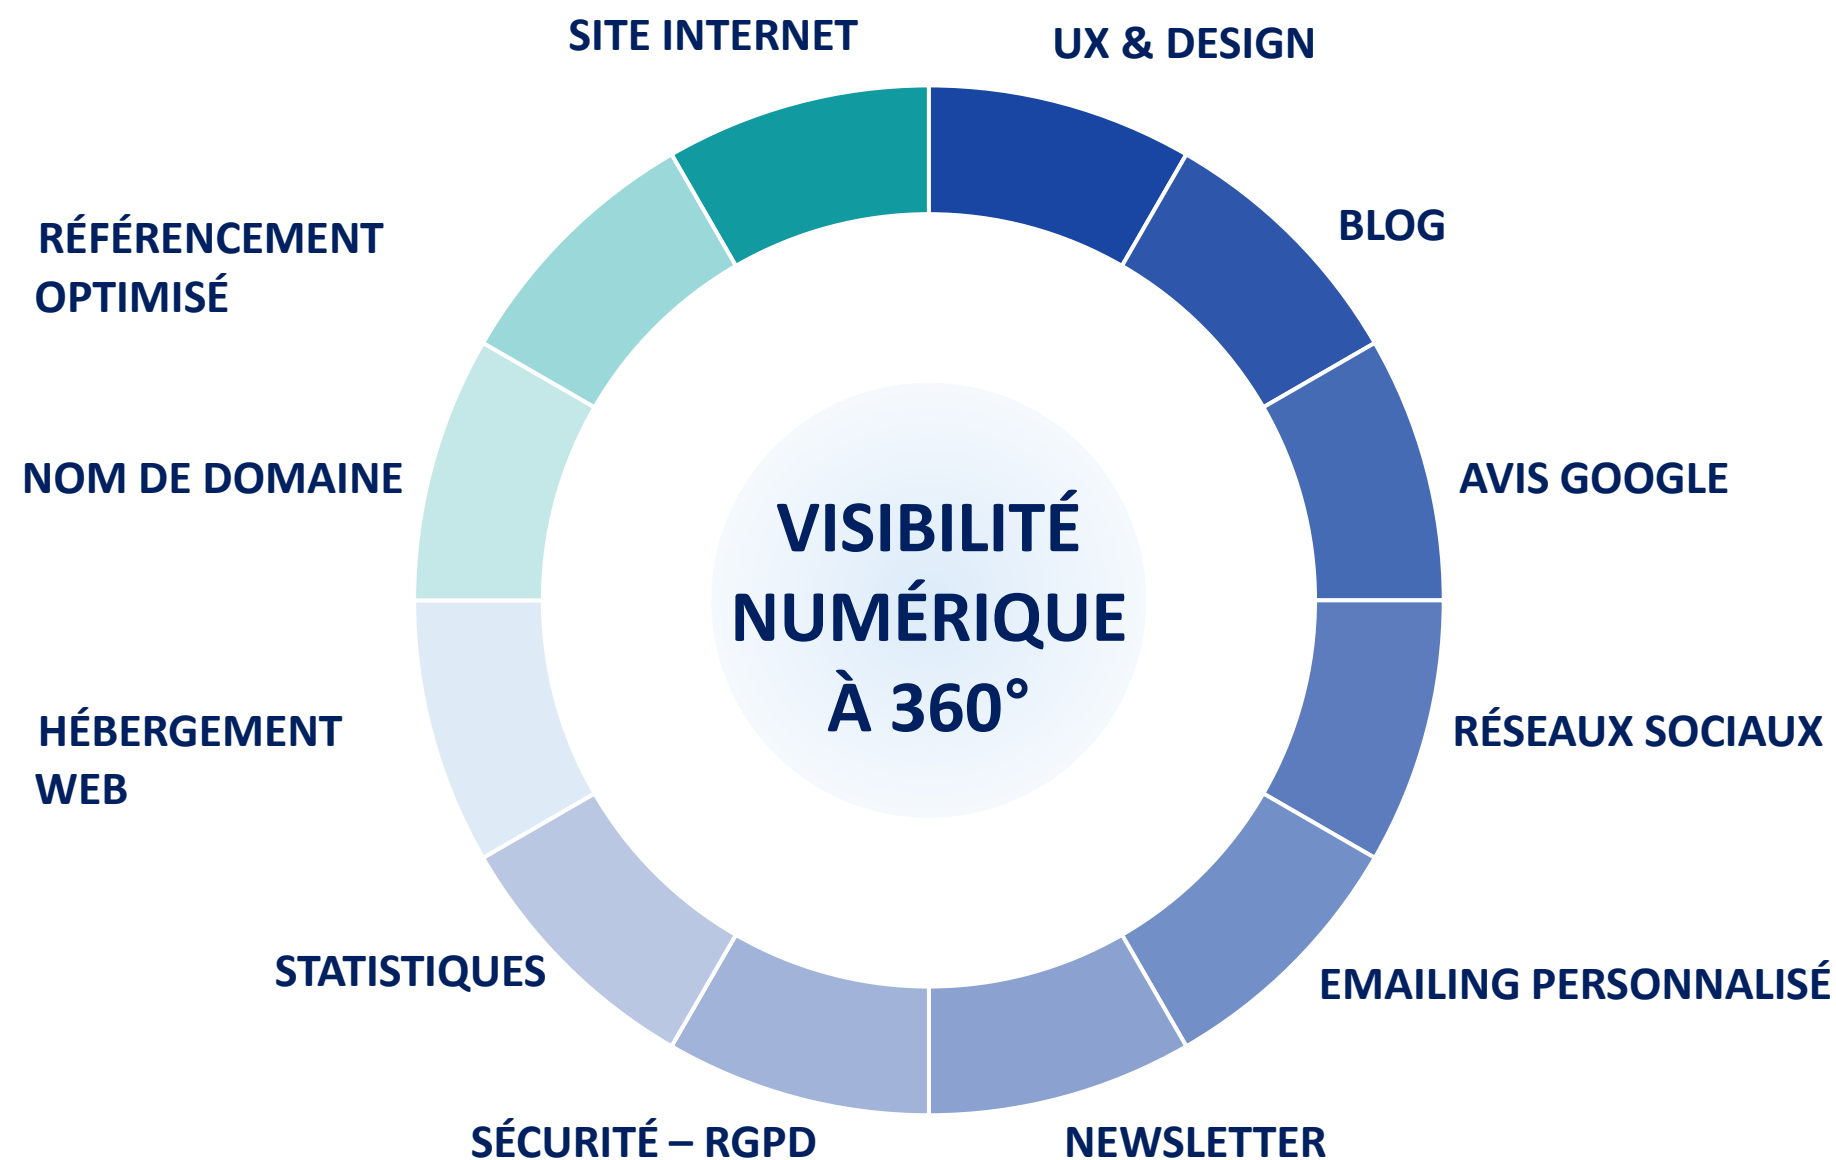 SITE INTERNET
UX & DESIGN
BLOG
AVIS GOOGLE
RÉSEAUX SOCIAUX
EMAILING PERSONNALISÉ
NEWSLETTER
SÉCURITÉ – RGPD
STATISTIQUES
HÉBERGEMENT
WEB
NOM DE DOMAINE
RÉFÉRENCEMENT
OPTIMISÉ
VISIBILITÉ
NUMÉRIQUE
À 360°